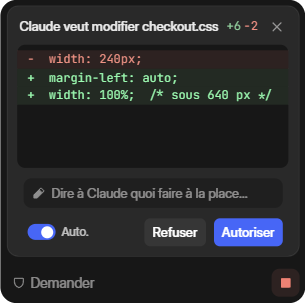 Claude veut modifier checkout.css +6 -2
- width: 240px;
+ margin-left: auto;
+ width: 100%; /* sous 640 px */
Dire à Claude quoi faire à la place...
Auto. Refuser Autoriser
Demander